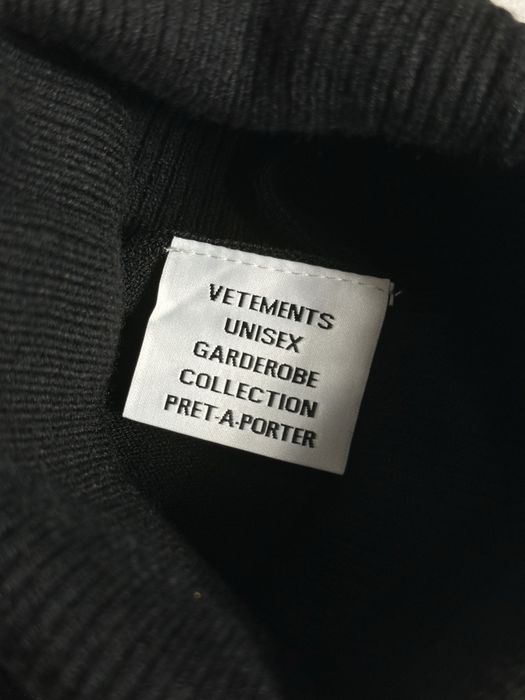 VETEMENTS
UNISEX
GARDEROBE
COLLECTION
PRET-A-PORTER